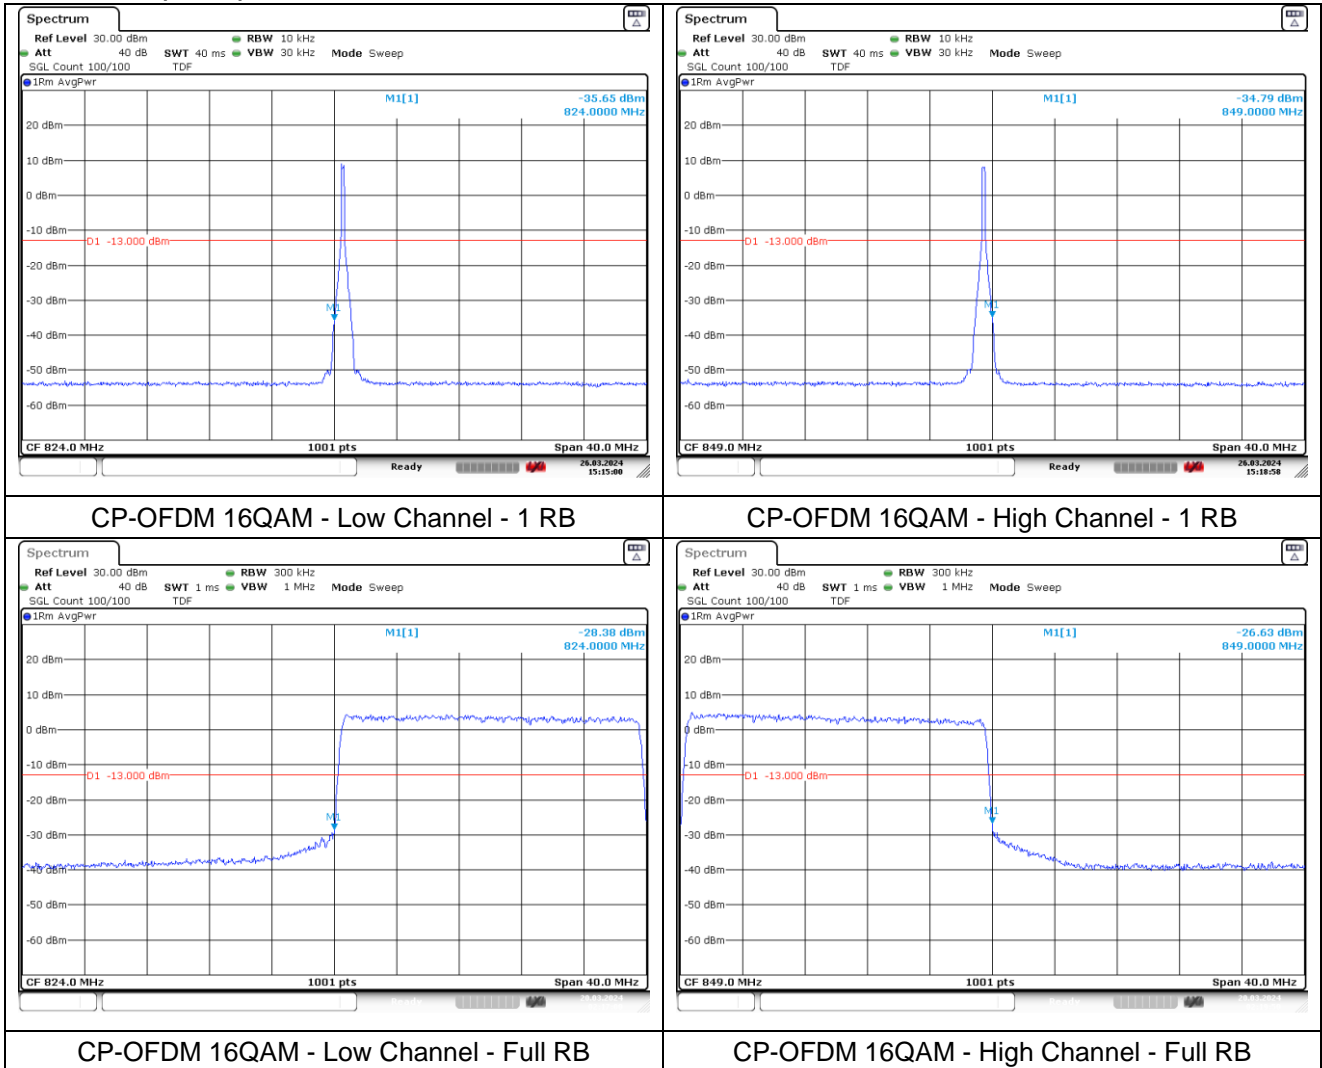 Spectrum
Ref Level 30.00 dBm RBW 10 kHz
Att 40 dB SWT 40 ms VBW 30 kHz Mode Sweep
SGL Count 100/100 TDF
1Rm AvgPwr
M1[1] -35.65 dBm
824.0000 MHz
20 dBm
10 dBm
0 dBm
-10 dBm
D1 -13.000 dBm
-20 dBm
-30 dBm
M1
-40 dBm
-50 dBm
-60 dBm
CF 824.0 MHz 1001 pts Span 40.0 MHz
Ready 26.03.2024
15:15:00
Spectrum
Ref Level 30.00 dBm RBW 10 kHz
Att 40 dB SWT 40 ms VBW 30 kHz Mode Sweep
SGL Count 100/100 TDF
1Rm AvgPwr
M1[1] -34.79 dBm
849.0000 MHz
20 dBm
10 dBm
0 dBm
-10 dBm
D1 -13.000 dBm
-20 dBm
-30 dBm
M1
-40 dBm
-50 dBm
-60 dBm
CF 849.0 MHz 1001 pts Span 40.0 MHz
Ready 26.03.2024
15:18:58
CP-OFDM 16QAM - Low Channel - 1 RB
CP-OFDM 16QAM - High Channel - 1 RB
Spectrum
Ref Level 30.00 dBm RBW 300 kHz
Att 40 dB SWT 1 ms VBW 1 MHz Mode Sweep
SGL Count 100/100 TDF
1Rm AvgPwr
M1[1] -28.38 dBm
824.0000 MHz
20 dBm
10 dBm
0 dBm
-10 dBm
D1 -13.000 dBm
-20 dBm
M1
-30 dBm
-40 dBm
-50 dBm
-60 dBm
CF 824.0 MHz 1001 pts Span 40.0 MHz
Spectrum
Ref Level 30.00 dBm RBW 300 kHz
Att 40 dB SWT 1 ms VBW 1 MHz Mode Sweep
SGL Count 100/100 TDF
1Rm AvgPwr
M1[1] -26.63 dBm
849.0000 MHz
20 dBm
10 dBm
0 dBm
-10 dBm
D1 -13.000 dBm
-20 dBm
M1
-30 dBm
-40 dBm
-50 dBm
-60 dBm
CF 849.0 MHz 1001 pts Span 40.0 MHz
CP-OFDM 16QAM - Low Channel - Full RB
CP-OFDM 16QAM - High Channel - Full RB